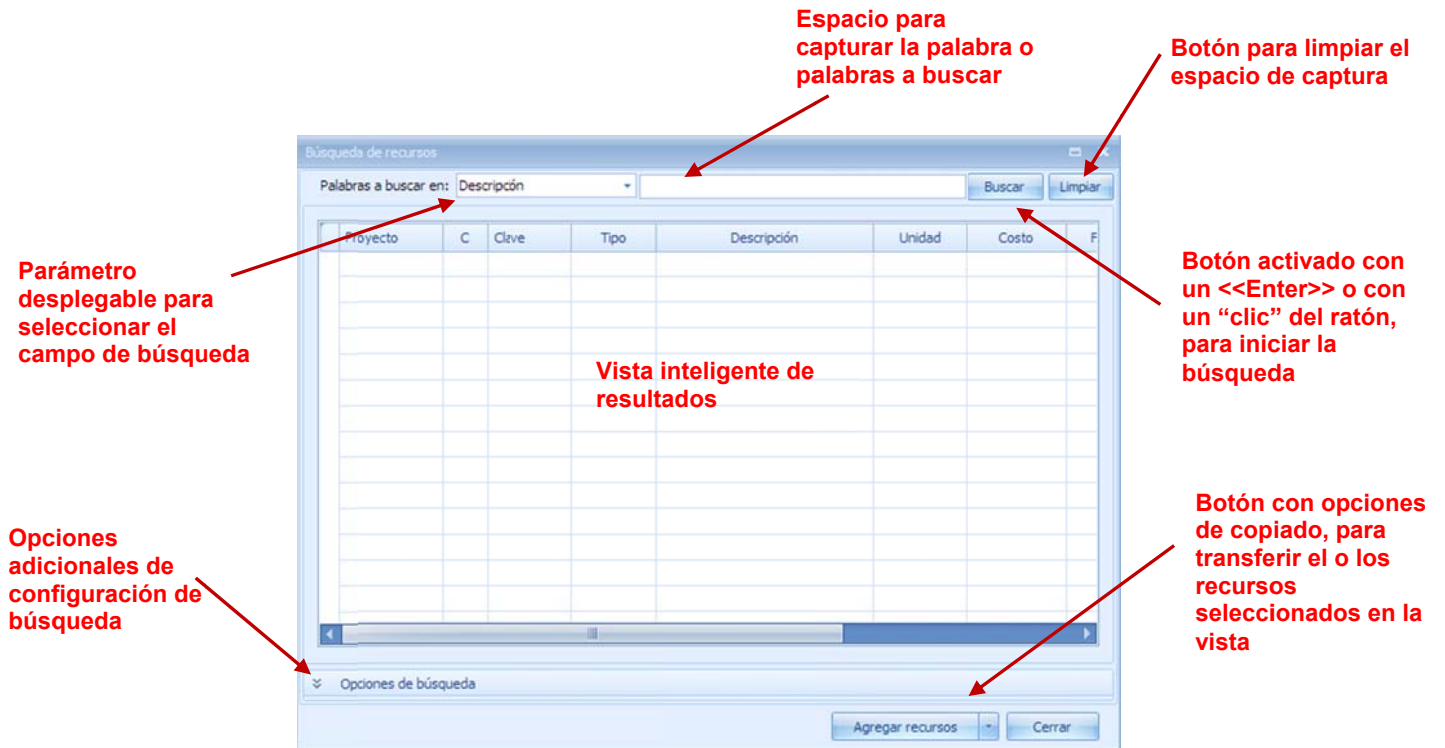 Espacio para
capturar la palabra o
palabras a buscar
Botón para limpiar el
espacio de captura
Búsqueda de recursos
Palabras a buscar en: Descripcón Buscar Limpiar
Proyecto C Clave Tipo Descripción Unidad Costo F
Parámetro
desplegable para
seleccionar el
campo de búsqueda
Botón activado con
un <<Enter>> o con
un “clic” del ratón,
para iniciar la
búsqueda
Vista inteligente de
resultados
Opciones
adicionales de
configuración de
búsqueda
Botón con opciones
de copiado, para
transferir el o los
recursos
seleccionados en la
vista
Opciones de búsqueda
Agregar recursos Cerrar